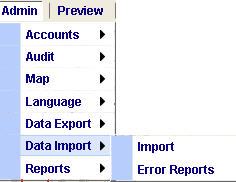 Admin Preview
Accounts
Audit
Map
Language
Data Export
Data Import
Import
Reports
Error Reports